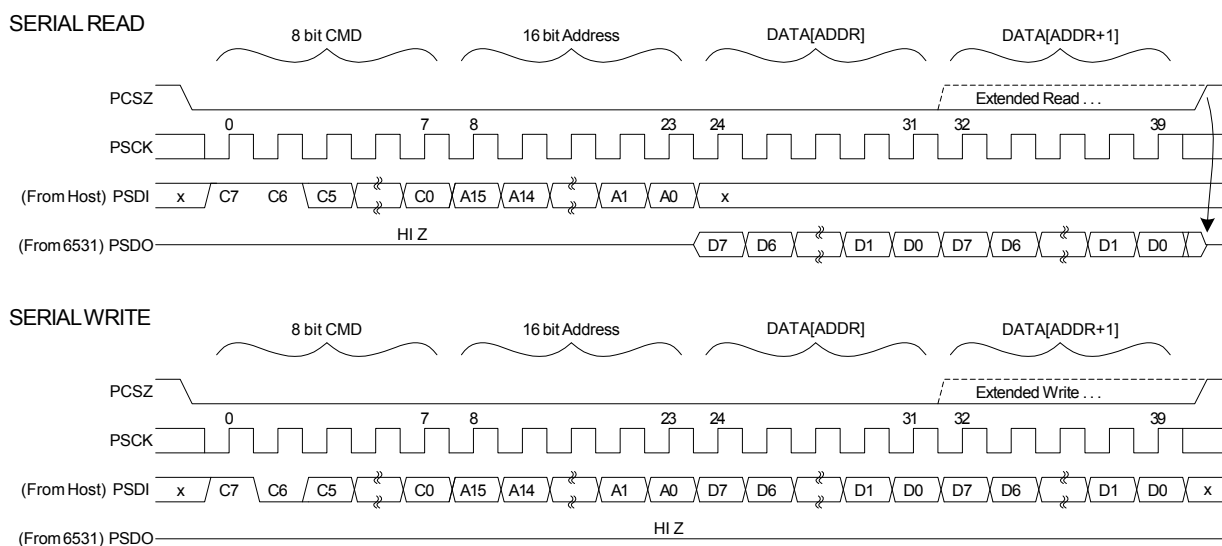 SERIAL READ
8 bit CMD 16 bit Address DATA[ADDR] DATA[ADDR+1]
PCSZ Extended Read . . .
0 7 8 23 24 31 32 39
PSCK
(From Host) PSDI x C7 C6 C5 C0 A15 A14 A1 A0 x
HI Z
(From 6531) PSDO D7 D6 D1 D0 D7 D6 D1 D0
SERIAL WRITE
8 bit CMD 16 bit Address DATA[ADDR] DATA[ADDR+1]
PCSZ Extended Write . . .
0 7 8 23 24 31 32 39
PSCK
(From Host) PSDI x C7 C6 C5 C0 A15 A14 A1 A0 D7 D6 D1 D0 D7 D6 D1 D0 x
HI Z
(From 6531) PSDO